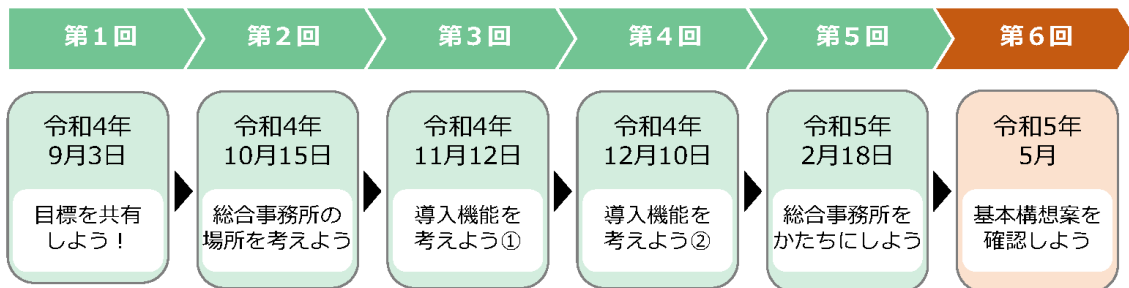 第1回
第2回
第3回
第4回
第5回
第6回
令和4年
9月3日
目標を共有
しよう！
令和4年
10月15日
総合事務所の
場所を考えよう
令和4年
11月12日
導入機能を
考えよう①
令和4年
12月10日
導入機能を
考えよう②
令和5年
2月18日
総合事務所を
かたちにしよう
令和5年
5月
基本構想案を
確認しよう